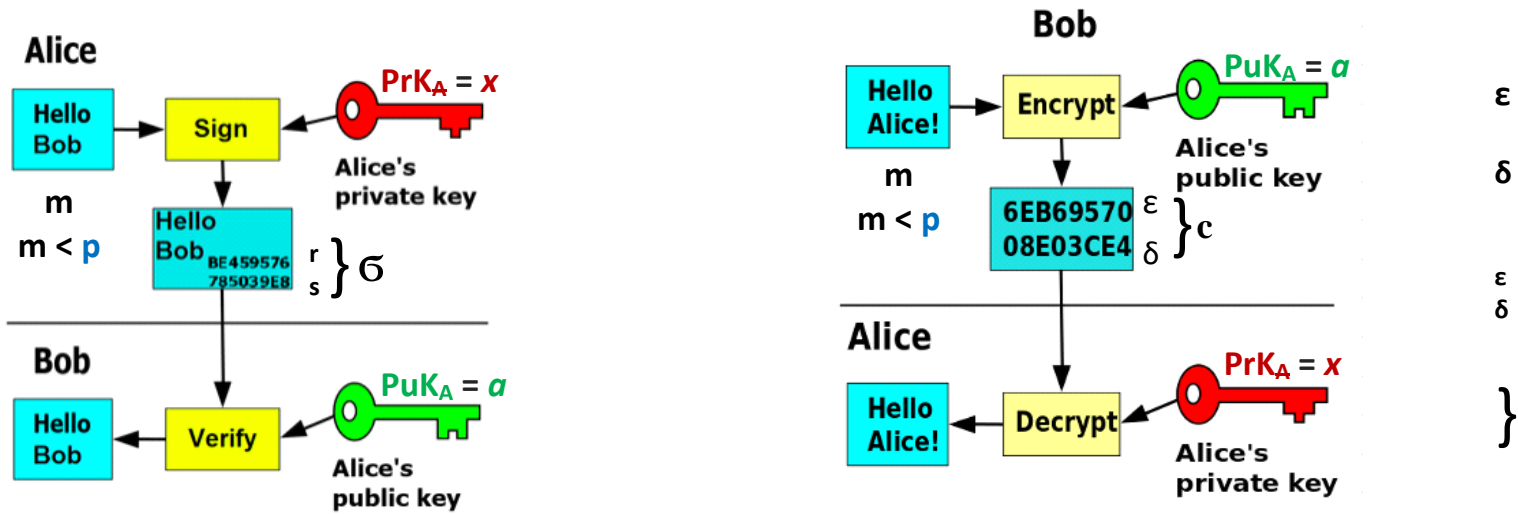 Alice
Hello
Bob
Sign
PrKA = x
Alice's
private key
m
m < p
Hello
Bob
BE459576
785039E8
r
s
} б
Bob
Hello
Bob
Verify
PuKA = a
Alice's
public key
Bob
Hello
Alice!
Encrypt
PuKA = a
Alice's
public key
m
m < p
6EB69570
08E03CE4
ε
δ
} c
Alice
Hello
Alice!
Decrypt
PrKA = x
Alice's
private key
ε
δ
ε
δ
}